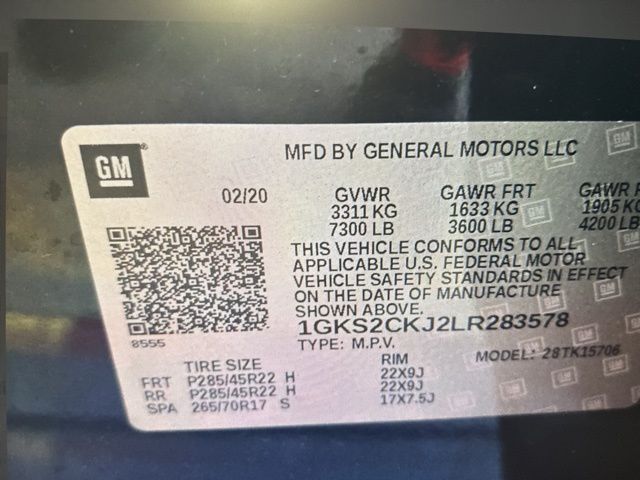 GM
MFD BY GENERAL MOTORS LLC
02/20 GVWR GAWR FRT GAWR
3311 KG 1633 KG 1905 KG
7300 LB 3600 LB 4200 LB
THIS VEHICLE CONFORMS TO ALL
APPLICABLE U.S. FEDERAL MOTOR
VEHICLE SAFETY STANDARDS IN EFFECT
ON THE DATE OF MANUFACTURE
SHOWN ABOVE.
1GKS2CKJ2LR283578
8555
TYPE: M.P.V. MODEL: 28TK15706
TIRE SIZE RIM
FRT P285/45R22 H 22X9J
RR P285/45R22 H 22X9J
SPA 265/70R17 S 17X7.5J